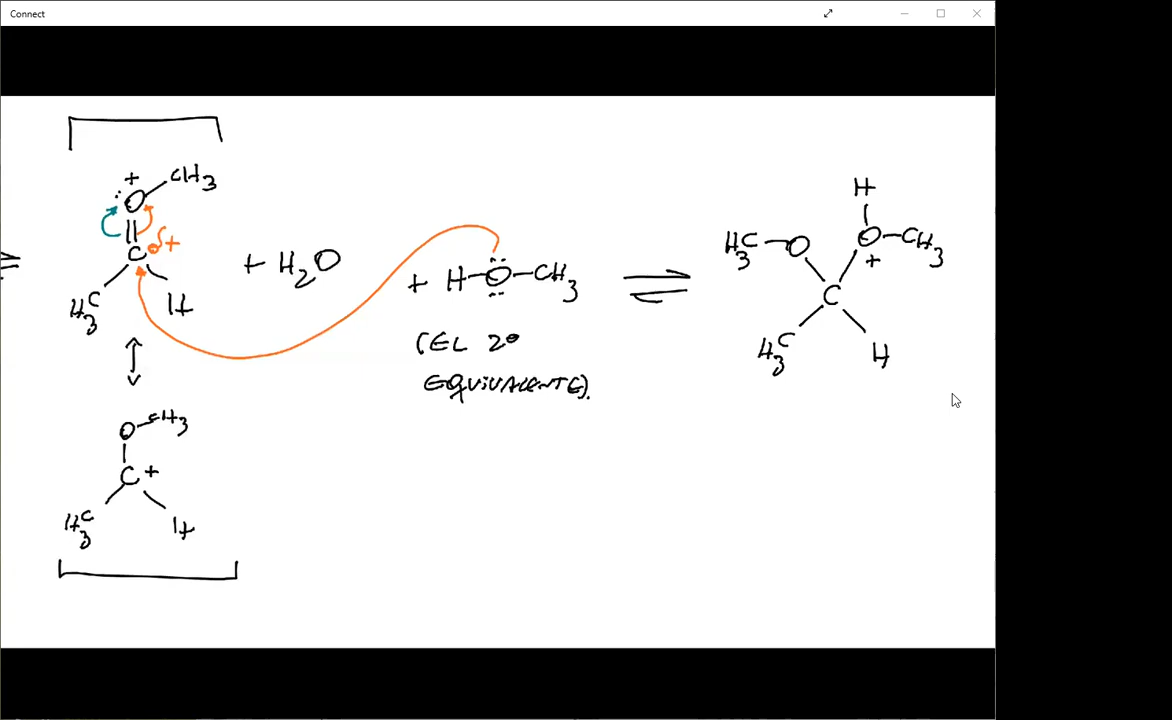 Connect
+
CH3
:O
C δ+
H3C
H
+ H2O
+ H-O-CH3
(EL 2º
EQUIVALENTE).
H
H3C-O
O-CH3
+
C
H3C
H
O-CH3
C+
H3C
H